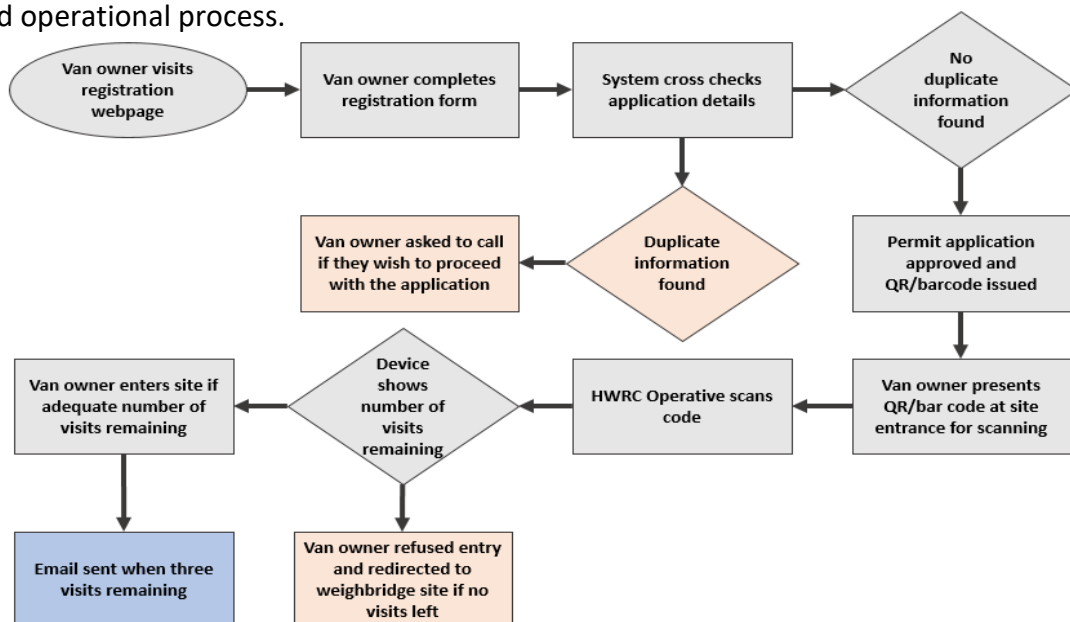 d operational process.
Van owner visits
registration
webpage
Van owner completes
registration form
System cross checks
application details
No
duplicate
information
found
Van owner asked to call
if they wish to proceed
with the application
Duplicate
information
found
Permit application
approved and
QR/barcode issued
Van owner enters site if
adequate number of
visits remaining
Device
shows
number of
visits
remaining
HWRC Operative scans
code
Van owner presents
QR/bar code at site
entrance for scanning
Email sent when three
visits remaining
Van owner refused entry
and redirected to
weighbridge site if no
visits left